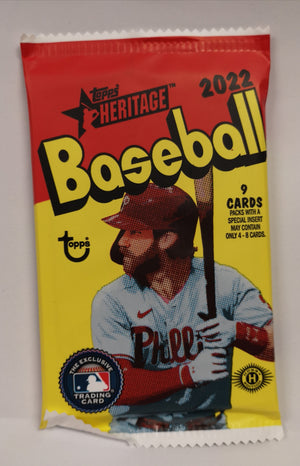 topps
HERITAGE™
2022
Baseball
9
CARDS
PACKS WITH A
SPECIAL INSERT
MAY CONTAIN
ONLY 4 - 8 CARDS.
topps
Phill
THE EXCLUSIVE
TRADING CARD
H